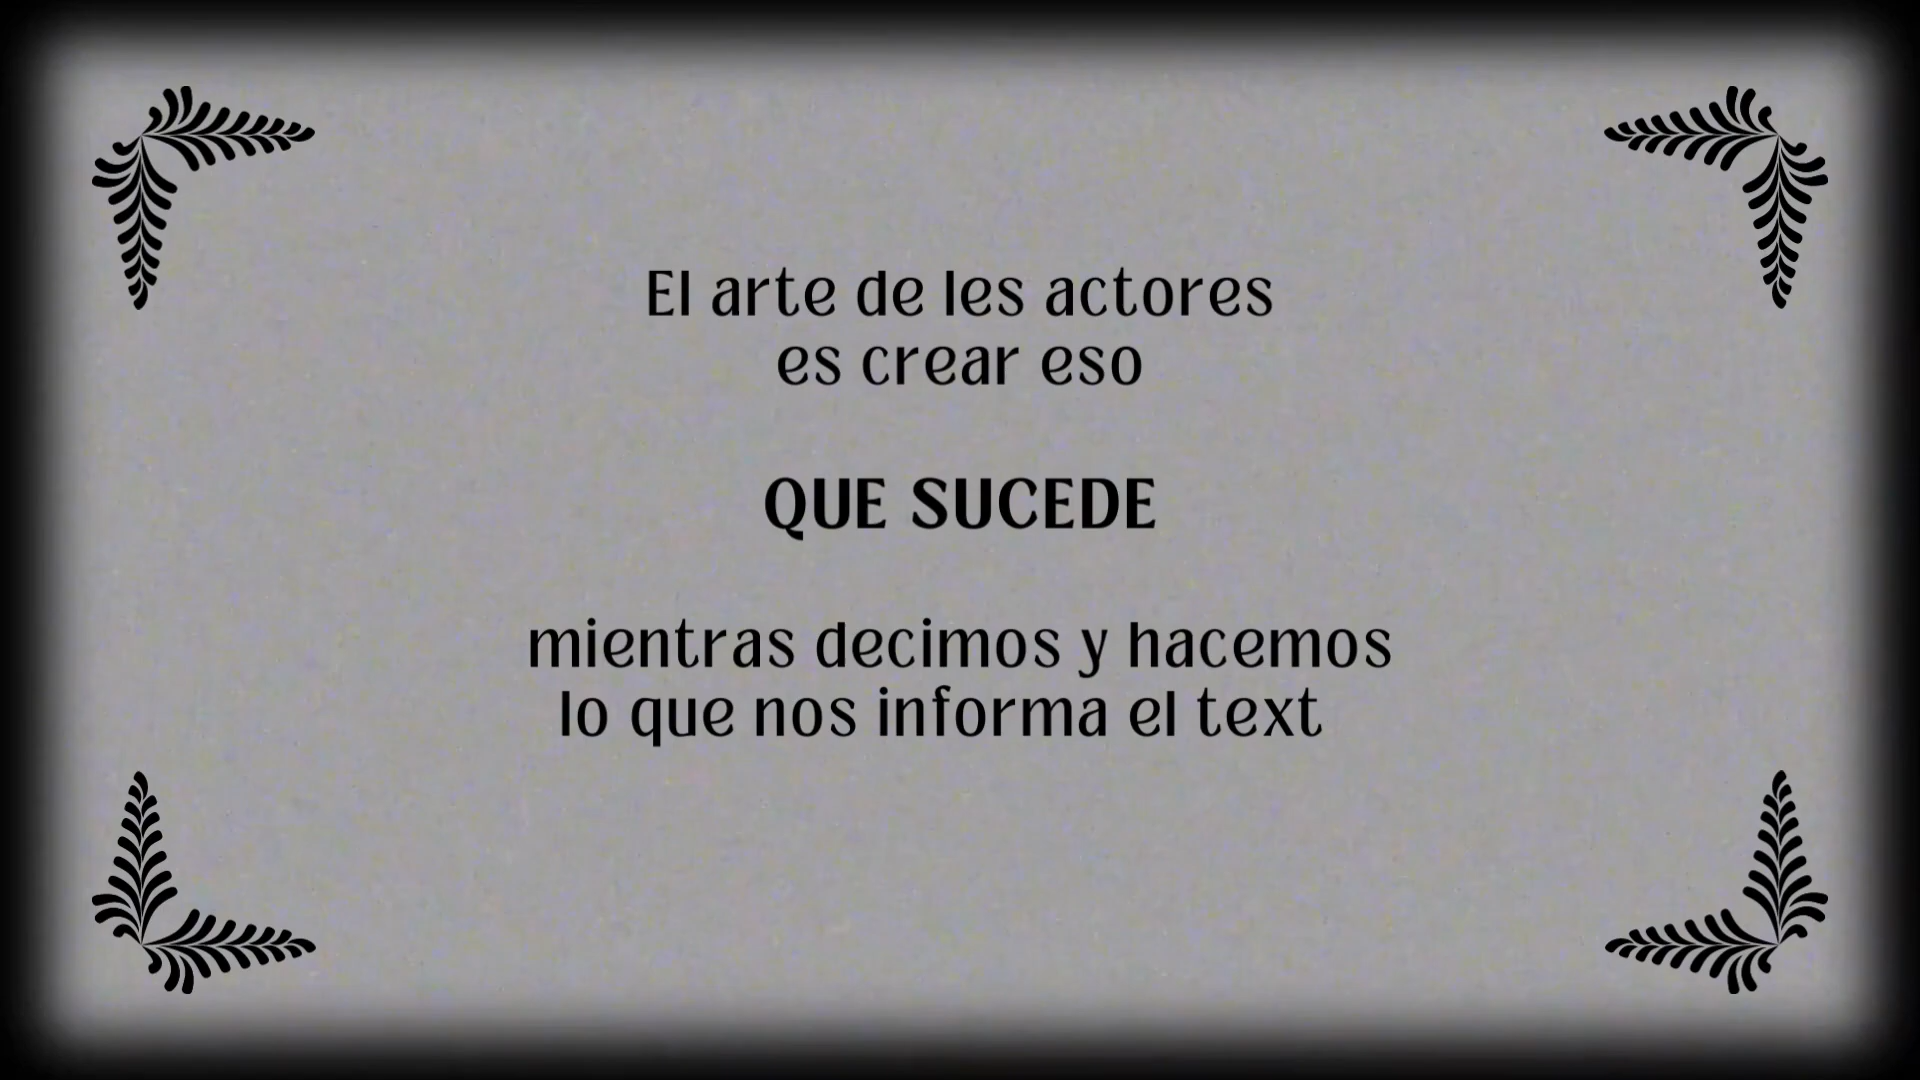 El arte de les actores
es crear eso
QUE SUCEDE
mientras decimos y hacemos
lo que nos informa el text